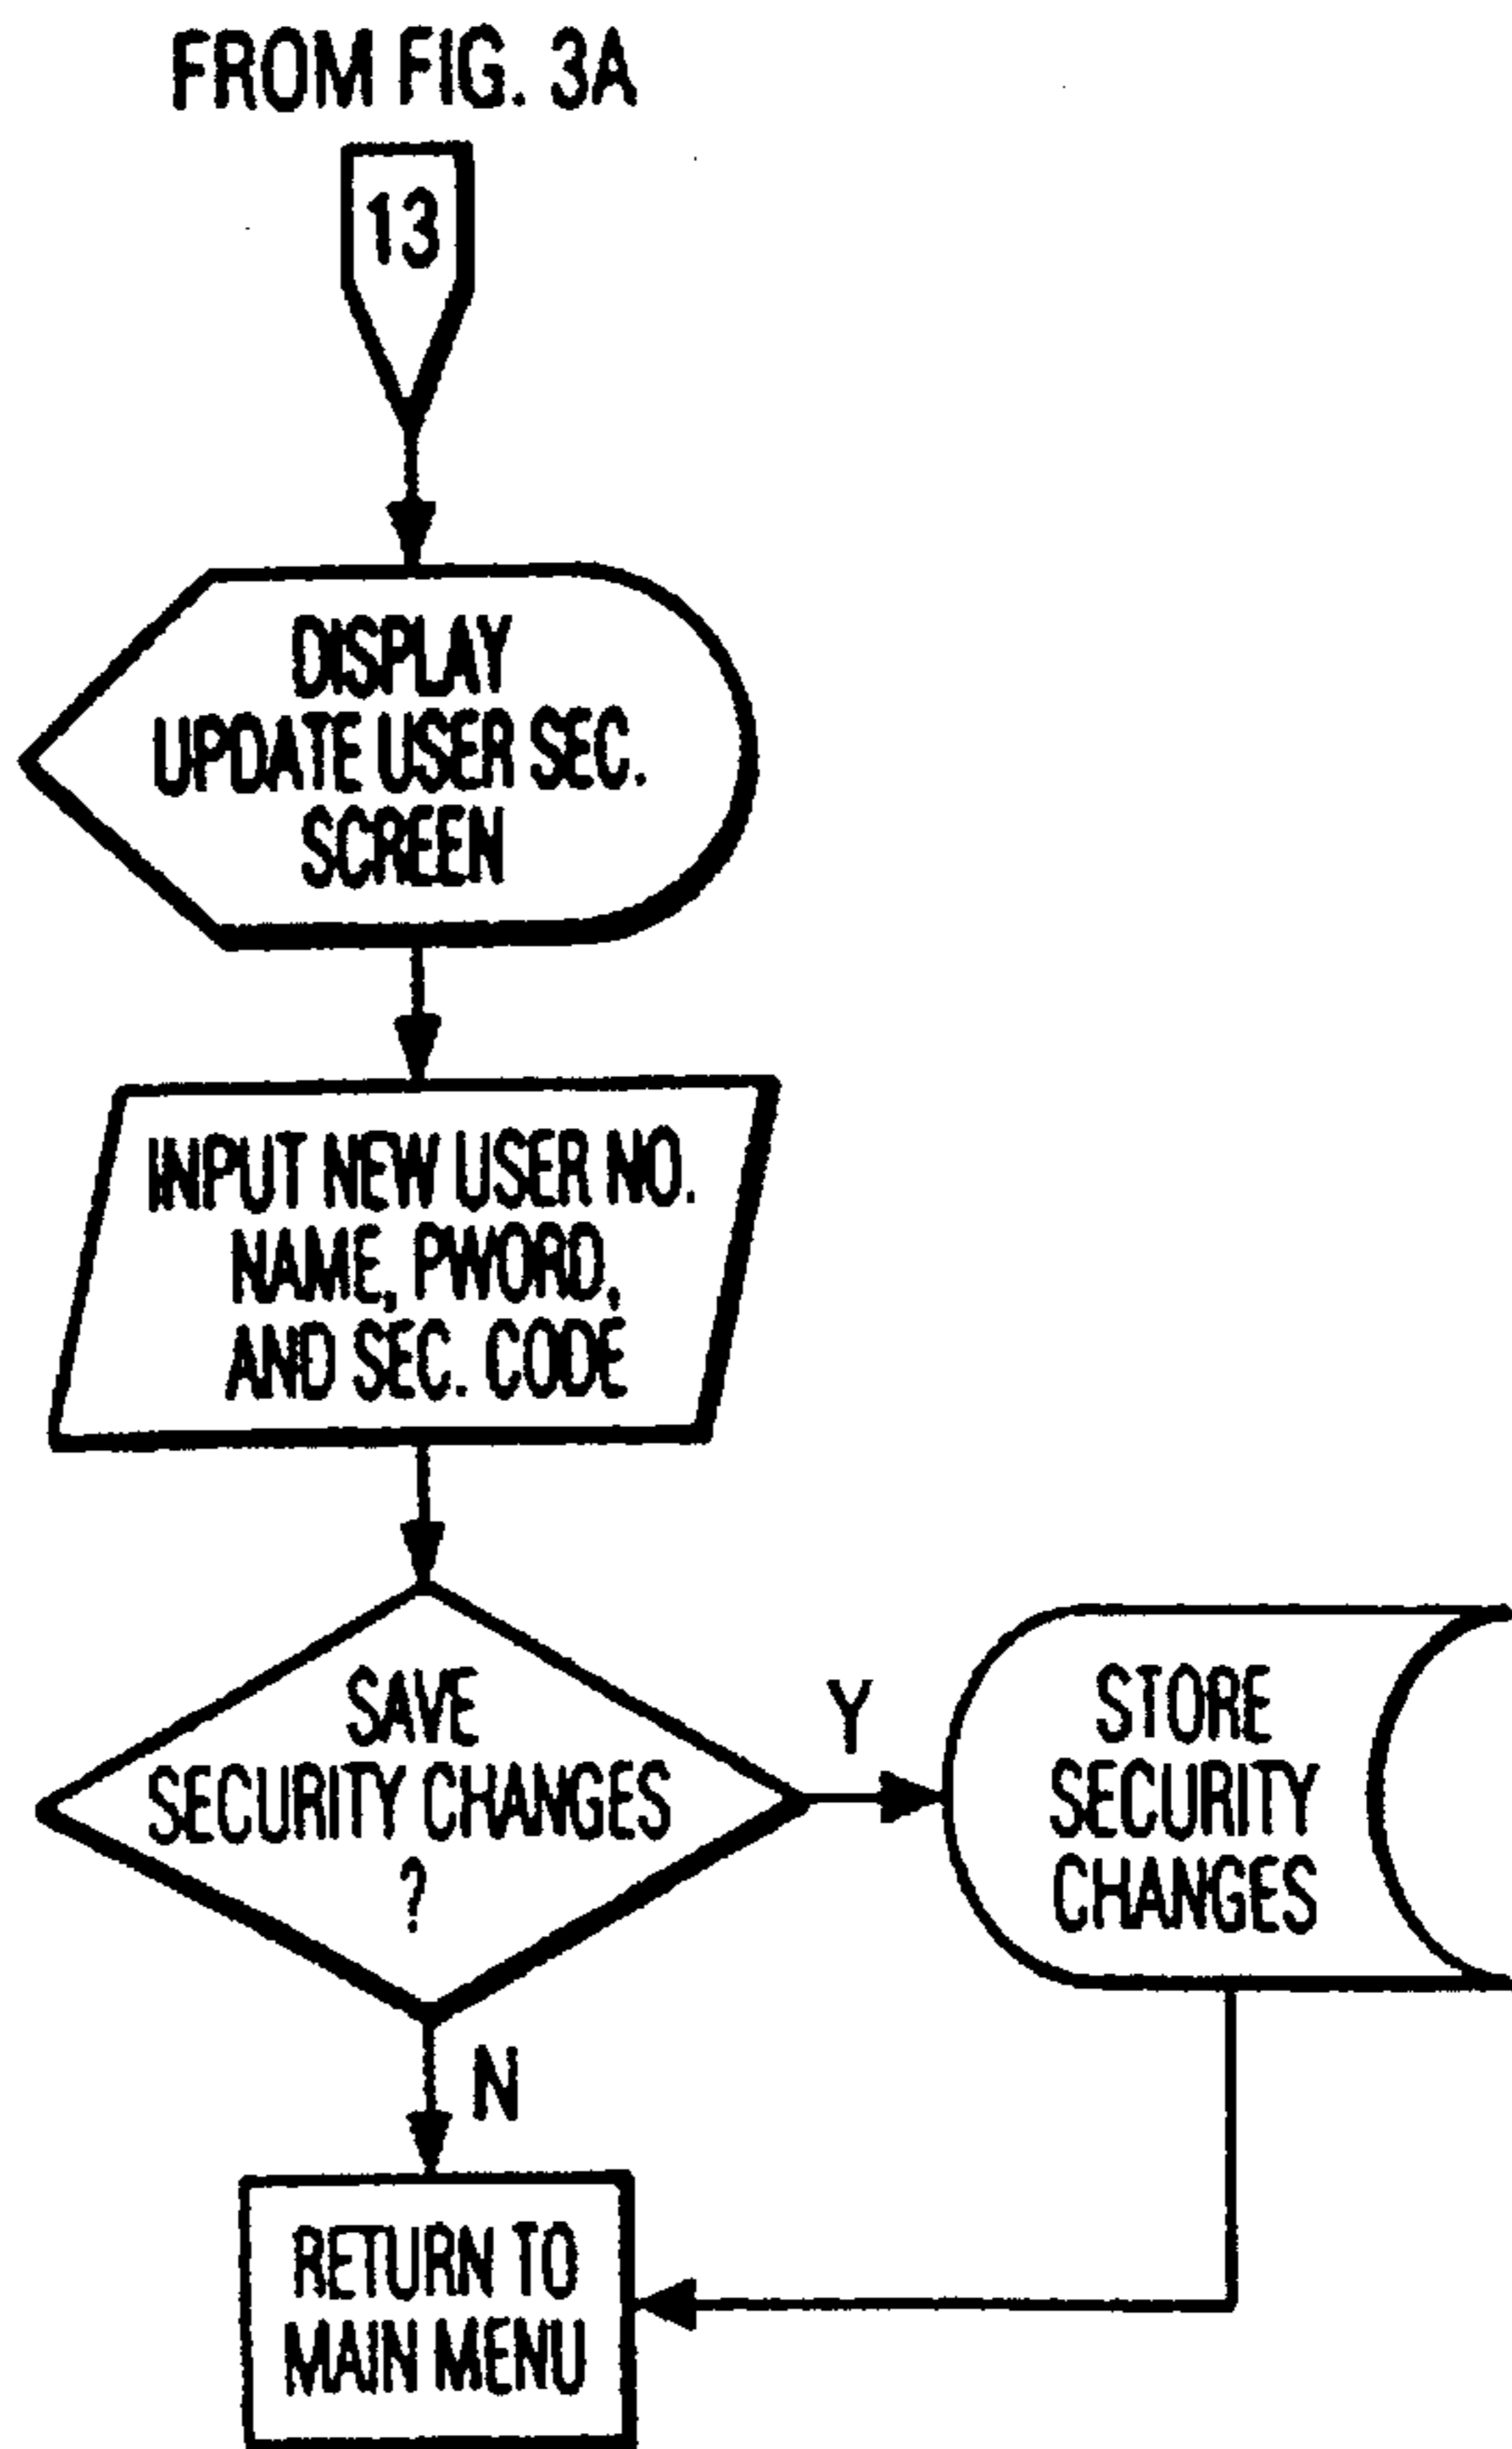 FROM FIG. 3A
13
DISPLAY
UPDATE USER SEC.
SCREEN
INPUT NEW USER NO.
NAME, PWORD,
AND SEC. CODE
SAVE
SECURITY CHANGES
?
Y
STORE
SECURITY
CHANGES
N
RETURN TO
MAIN MENU